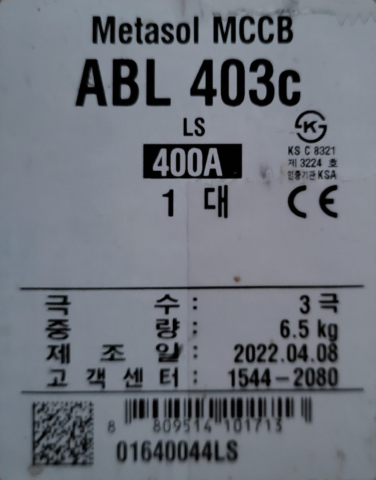 Metasol MCCB
ABL 403c
LS
400A
1 대
KS C 8321
제 3224 호
인증기관 KSA
CE
극 수 : 3 극
중 량 : 6.5 kg
제 조 일 : 2022.04.08
고객센터 : 1544-2080
8 809514 101713
01640044LS